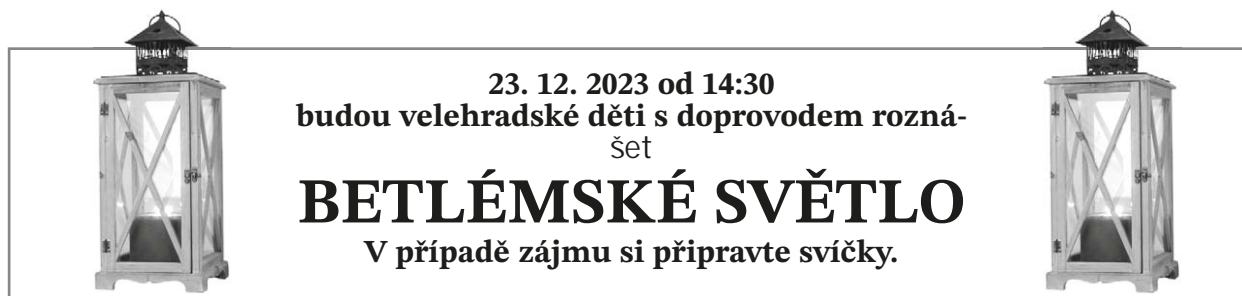 23. 12. 2023 od 14:30
budou velehradské děti s doprovodem rozná-
šet
BETLÉMSKÉ SVĚTLO
V případě zájmu si připravte svíčky.